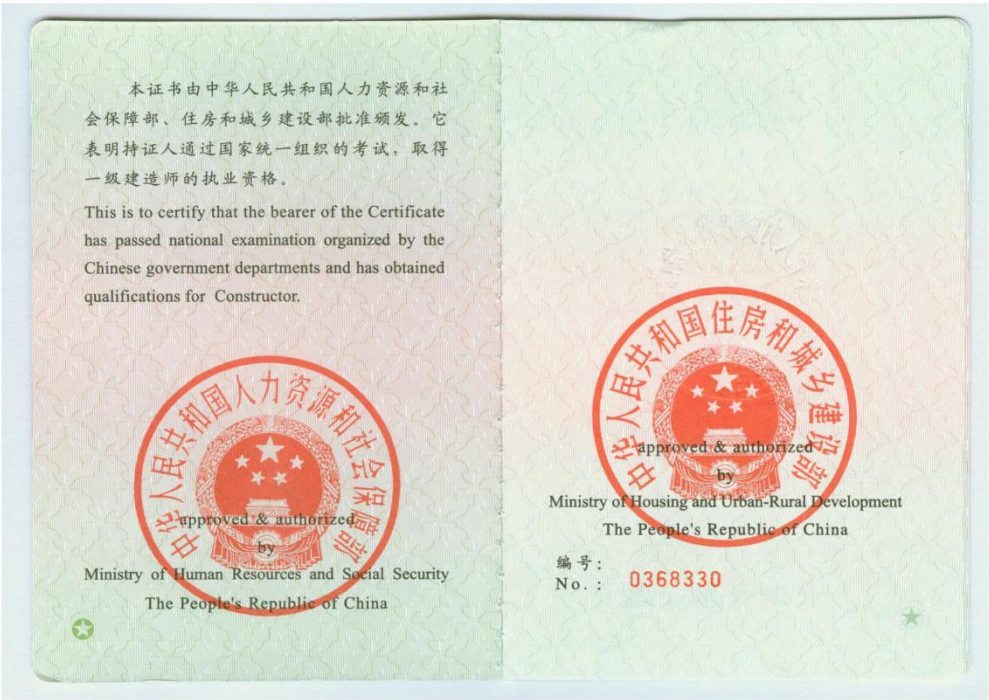 本证书由中华人民共和国人力资源和社
会保障部、住房和城乡建设部批准颁发。它
表明持证人通过国家统一组织的考试，取得
一级建造师的执业资格。
This is to certify that the bearer of the Certificate
has passed national examination organized by the
Chinese government departments and has obtained
qualifications for Constructor.
中华人民共和国人力资源和社会保障部
approved & authorized
by
Ministry of Human Resources and Social Security
The People's Republic of China
中华人民共和国住房和城乡建设部
approved & authorized
by
Ministry of Housing and Urban-Rural Development
The People's Republic of China
编号：
No.： 0368330